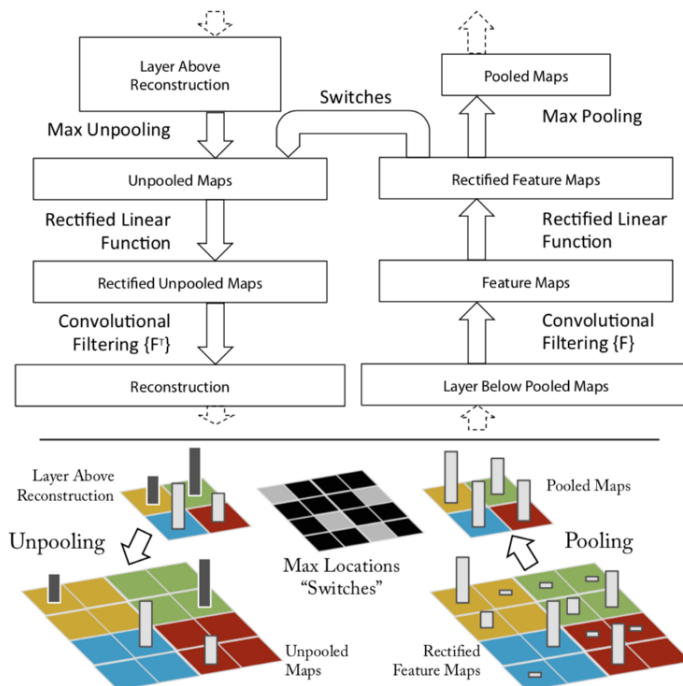 Layer Above
Reconstruction
Pooled Maps
Switches
Max Unpooling
Max Pooling
Unpooled Maps
Rectified Feature Maps
Rectified Linear
Function
Rectified Linear
Function
Rectified Unpooled Maps
Feature Maps
Convolutional
Filtering {Fᵀ}
Convolutional
Filtering {F}
Reconstruction
Layer Below Pooled Maps
Layer Above
Reconstruction
Pooled Maps
Unpooling
Max Locations
“Switches”
Pooling
Unpooled
Maps
Rectified
Feature Maps